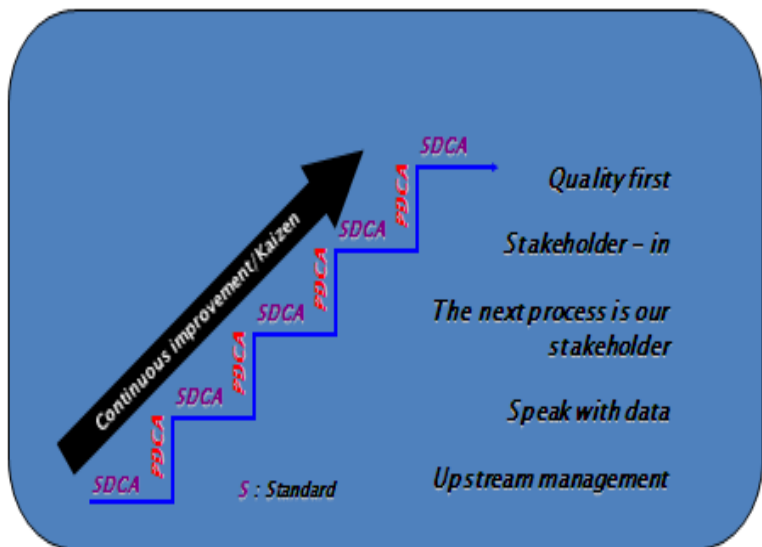 SDCA
PDCA
Quality first
SDCA
Stakeholder – in
PDCA
SDCA
The next process is our
stakeholder
PDCA
SDCA
Speak with data
PDCA
SDCA
Upstream management
S : Standard
Continuous improvement/Kaizen